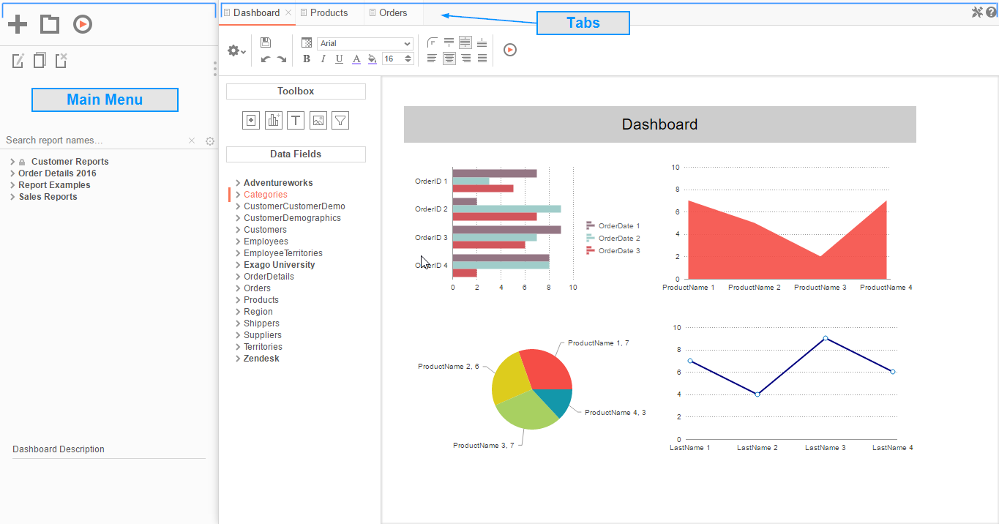 Dashboard
Products
Orders
Tabs
Arial
B I U A
16
Main Menu
Search report names...
Customer Reports
Order Details 2016
Report Examples
Sales Reports
Dashboard Description
Toolbox
T
Data Fields
Adventureworks
Categories
CustomerCustomerDemo
CustomerDemographics
Customers
Employees
EmployeeTerritories
Exago University
OrderDetails
Orders
Products
Region
Shippers
Suppliers
Territories
Zendesk
Dashboard
OrderID 1
OrderID 2
OrderID 3
OrderID 4
0 2 4 6 8 10
OrderDate 1
OrderDate 2
OrderDate 3
10
8
6
4
2
0
ProductName 1 ProductName 2 ProductName 3 ProductName 4
ProductName 1, 7
ProductName 2, 6
ProductName 4, 3
ProductName 3, 7
10
8
6
4
2
0
LastName 1 LastName 2 LastName 3 LastName 4